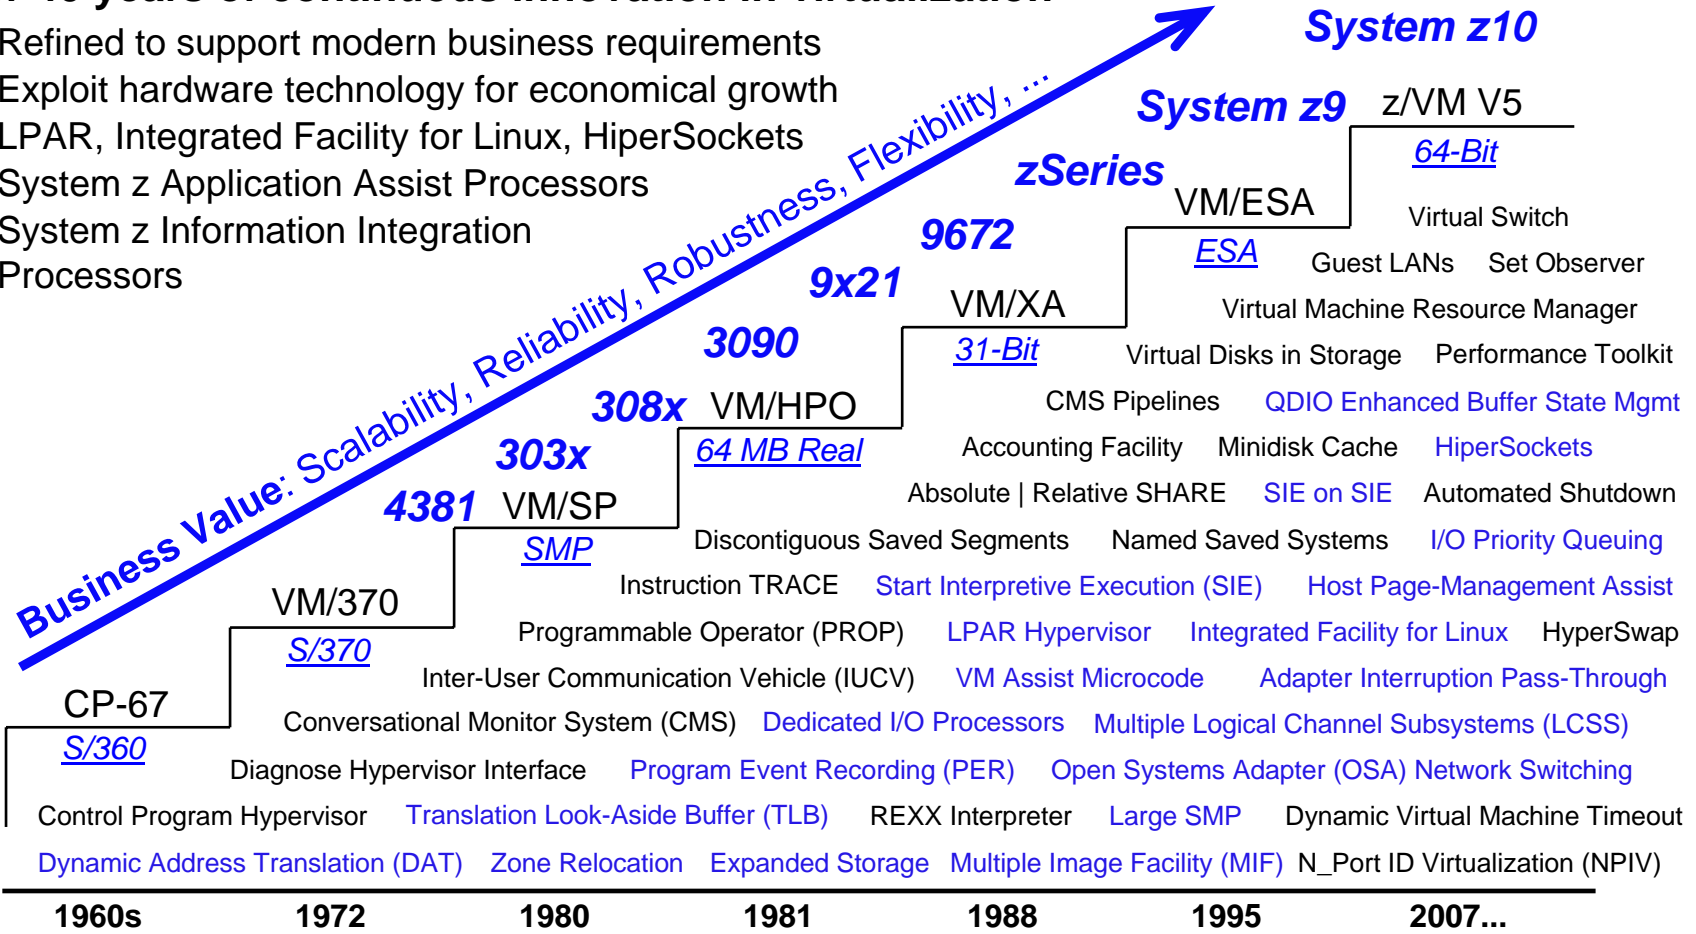 40 years of continuous innovation in virtualization
Refined to support modern business requirements
Exploit hardware technology for economical growth
LPAR, Integrated Facility for Linux, HiperSockets
System z Application Assist Processors
System z Information Integration
Processors
Business Value: Scalability, Reliability, Robustness, Flexibility, ...
System z10
System z9
zSeries
9672
9x21
3090
308x
303x
4381
z/VM V5
64-Bit
VM/ESA
ESA
VM/XA
31-Bit
VM/HPO
64 MB Real
VM/SP
SMP
VM/370
S/370
CP-67
S/360
Virtual Switch
Guest LANs Set Observer
Virtual Machine Resource Manager
Virtual Disks in Storage Performance Toolkit
CMS Pipelines QDIO Enhanced Buffer State Mgmt
Accounting Facility Minidisk Cache HiperSockets
Absolute | Relative SHARE SIE on SIE Automated Shutdown
Discontiguous Saved Segments Named Saved Systems I/O Priority Queuing
Instruction TRACE Start Interpretive Execution (SIE) Host Page-Management Assist
Programmable Operator (PROP) LPAR Hypervisor Integrated Facility for Linux HyperSwap
Inter-User Communication Vehicle (IUCV) VM Assist Microcode Adapter Interruption Pass-Through
Conversational Monitor System (CMS) Dedicated I/O Processors Multiple Logical Channel Subsystems (LCSS)
Diagnose Hypervisor Interface Program Event Recording (PER) Open Systems Adapter (OSA) Network Switching
Control Program Hypervisor Translation Look-Aside Buffer (TLB) REXX Interpreter Large SMP Dynamic Virtual Machine Timeout
Dynamic Address Translation (DAT) Zone Relocation Expanded Storage Multiple Image Facility (MIF) N_Port ID Virtualization (NPIV)
1960s 1972 1980 1981 1988 1995 2007...